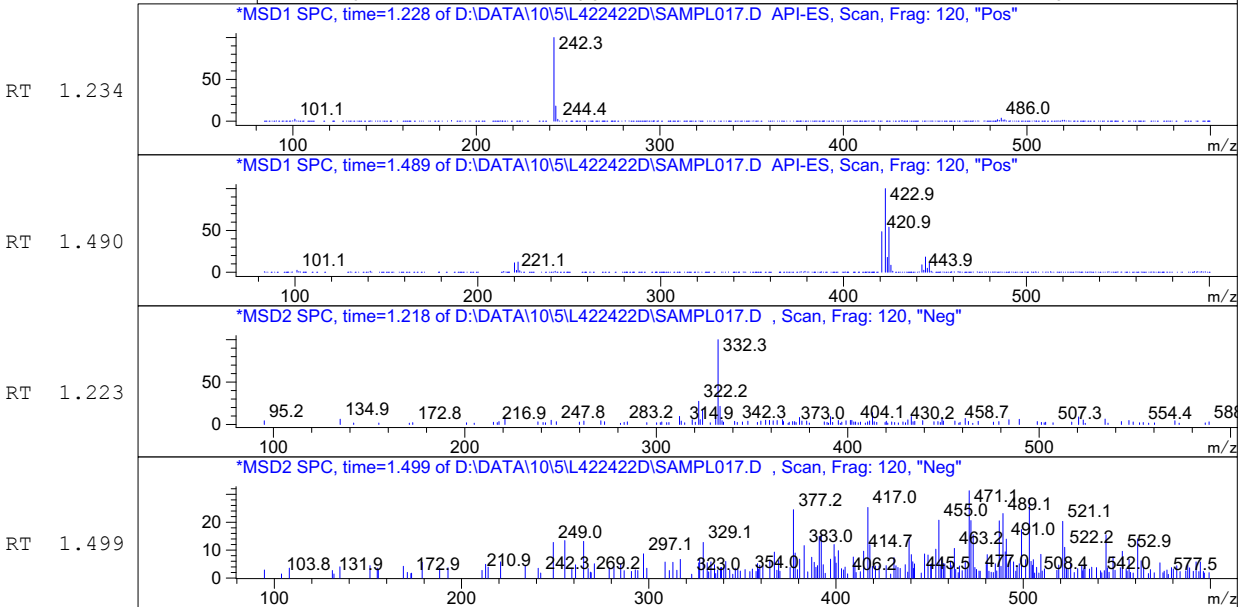 *MSD1 SPC, time=1.228 of D:\DATA\10\5\L422422D\SAMPL017.D API-ES, Scan, Frag: 120, "Pos"
RT 1.234
242.3
50
101.1 244.4 486.0
0
100 200 300 400 500 m/z
*MSD1 SPC, time=1.489 of D:\DATA\10\5\L422422D\SAMPL017.D API-ES, Scan, Frag: 120, "Pos"
RT 1.490
422.9
50 420.9
101.1 221.1 443.9
0
100 200 300 400 500 m/z
*MSD2 SPC, time=1.218 of D:\DATA\10\5\L422422D\SAMPL017.D , Scan, Frag: 120, "Neg"
RT 1.223
332.3
50
322.2
95.2 134.9 172.8 216.9 247.8 283.2 314.9 342.3 373.0 404.1 430.2 458.7 507.3 554.4 588
0
100 200 300 400 500 m/z
*MSD2 SPC, time=1.499 of D:\DATA\10\5\L422422D\SAMPL017.D , Scan, Frag: 120, "Neg"
RT 1.499
377.2 417.0 471.1 489.1
20 455.0 521.1
249.0 329.1 383.0 414.7 463.2 491.0 522.2 552.9
10 297.1
103.8 131.9 172.9 210.9 269.2 323.0 354.0 406.2 445.5 477.0 508.4 542.0 577.5
0
100 200 300 400 500 m/z